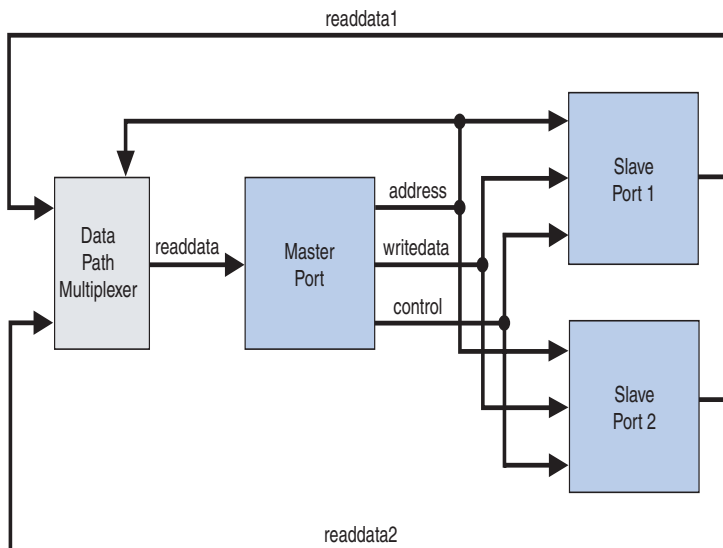 readdata1
Slave
Port 1
address
Data
Path
Multiplexer
readdata
Master
Port
writedata
control
Slave
Port 2
readdata2